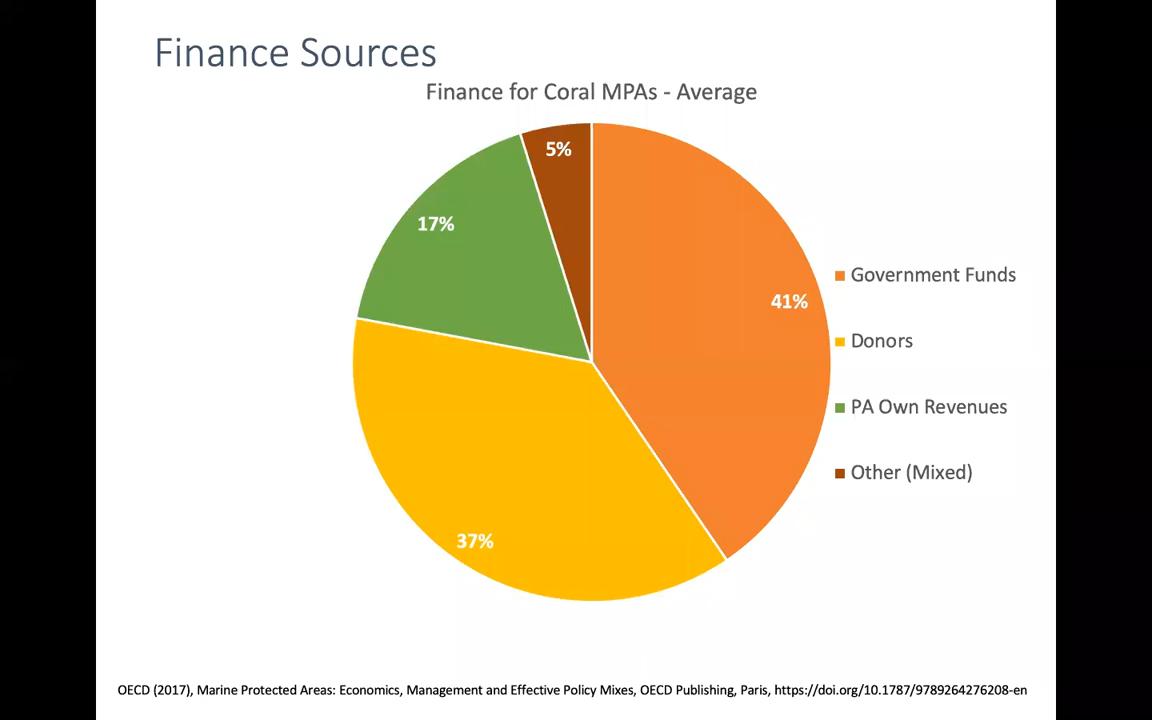 Finance Sources
Finance for Coral MPAs - Average
5%
17%
41%
37%
Government Funds
Donors
PA Own Revenues
Other (Mixed)
OECD (2017), Marine Protected Areas: Economics, Management and Effective Policy Mixes, OECD Publishing, Paris, https://doi.org/10.1787/9789264276208-en